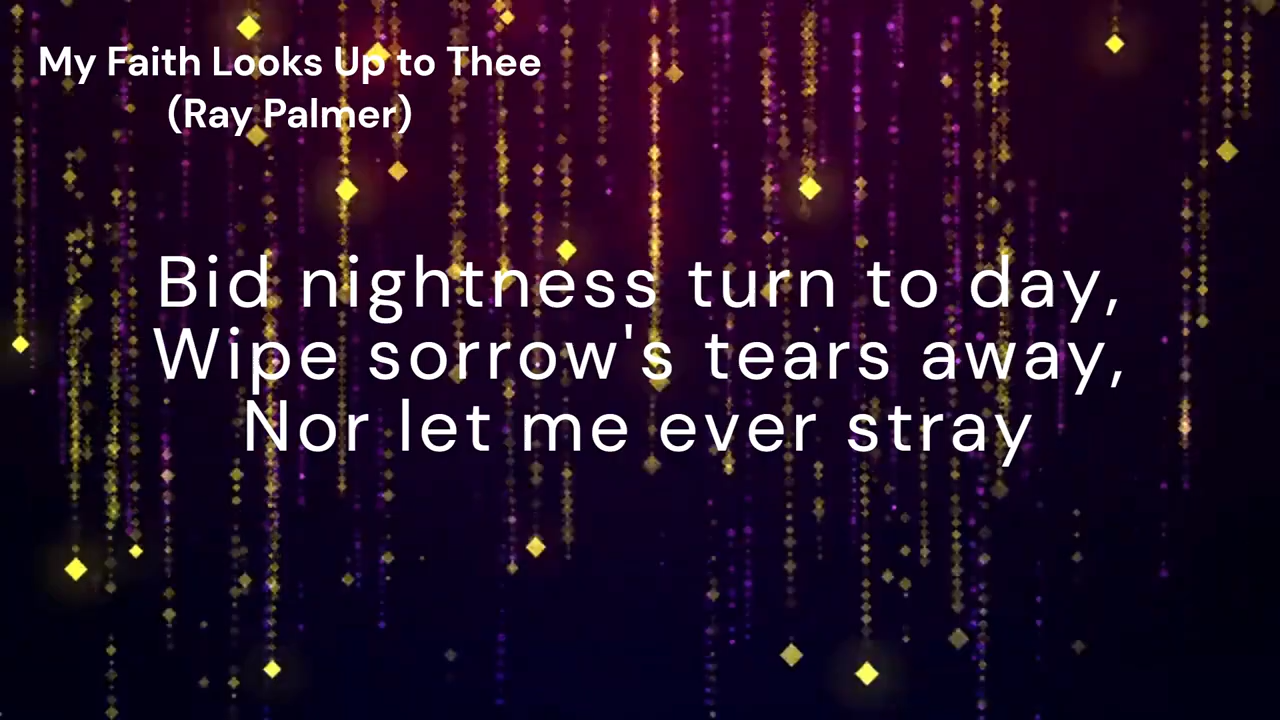 My Faith Looks Up to Thee
(Ray Palmer)
Bid nightness turn to day,
Wipe sorrow's tears away,
Nor let me ever stray